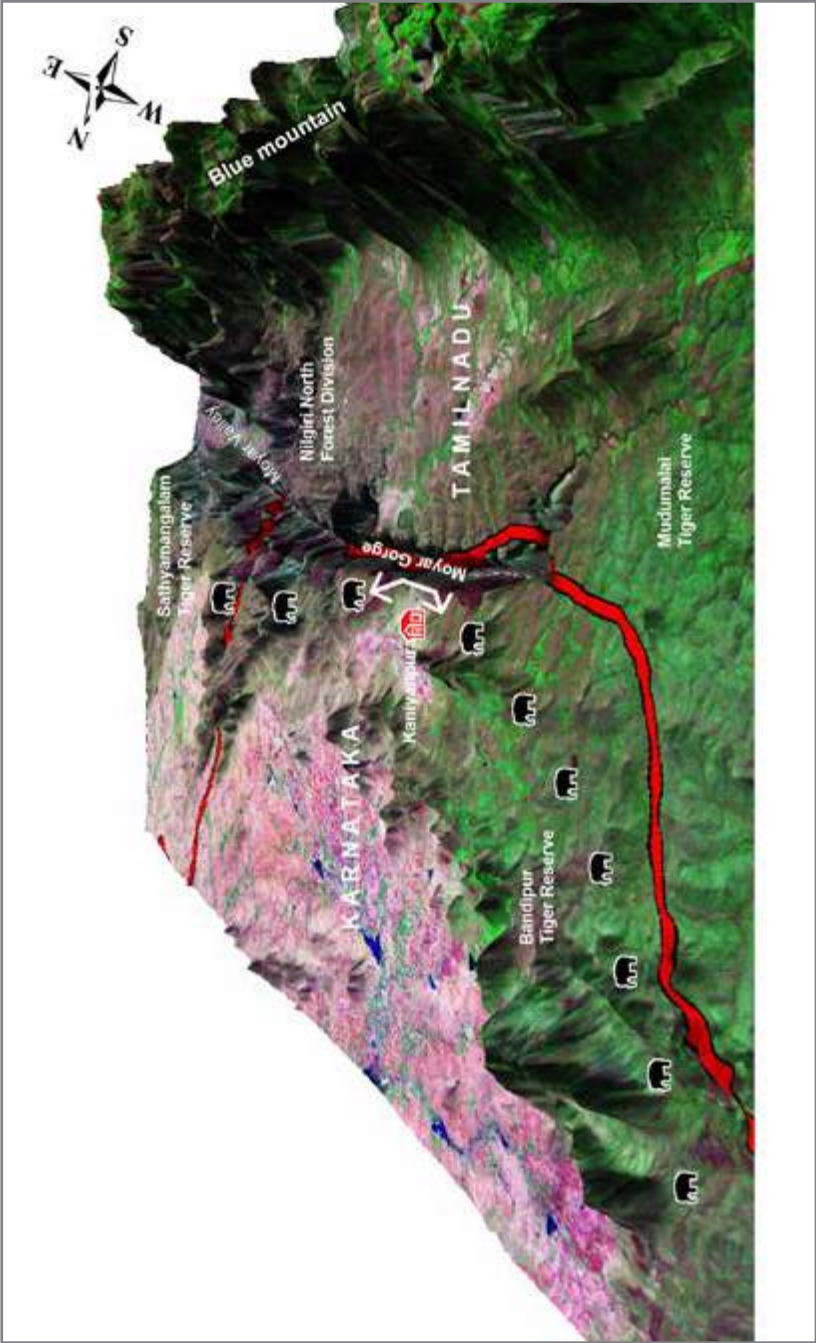 S
E
W
N
Blue mountain
Moyar Valley
Nilgiri North
Forest Division
TAMILNADU
Sathyamangalam
Tiger Reserve
Moyar Gorge
Mudumalai
Tiger Reserve
Kaniyanpura
KARNATAKA
Bandipur
Tiger Reserve